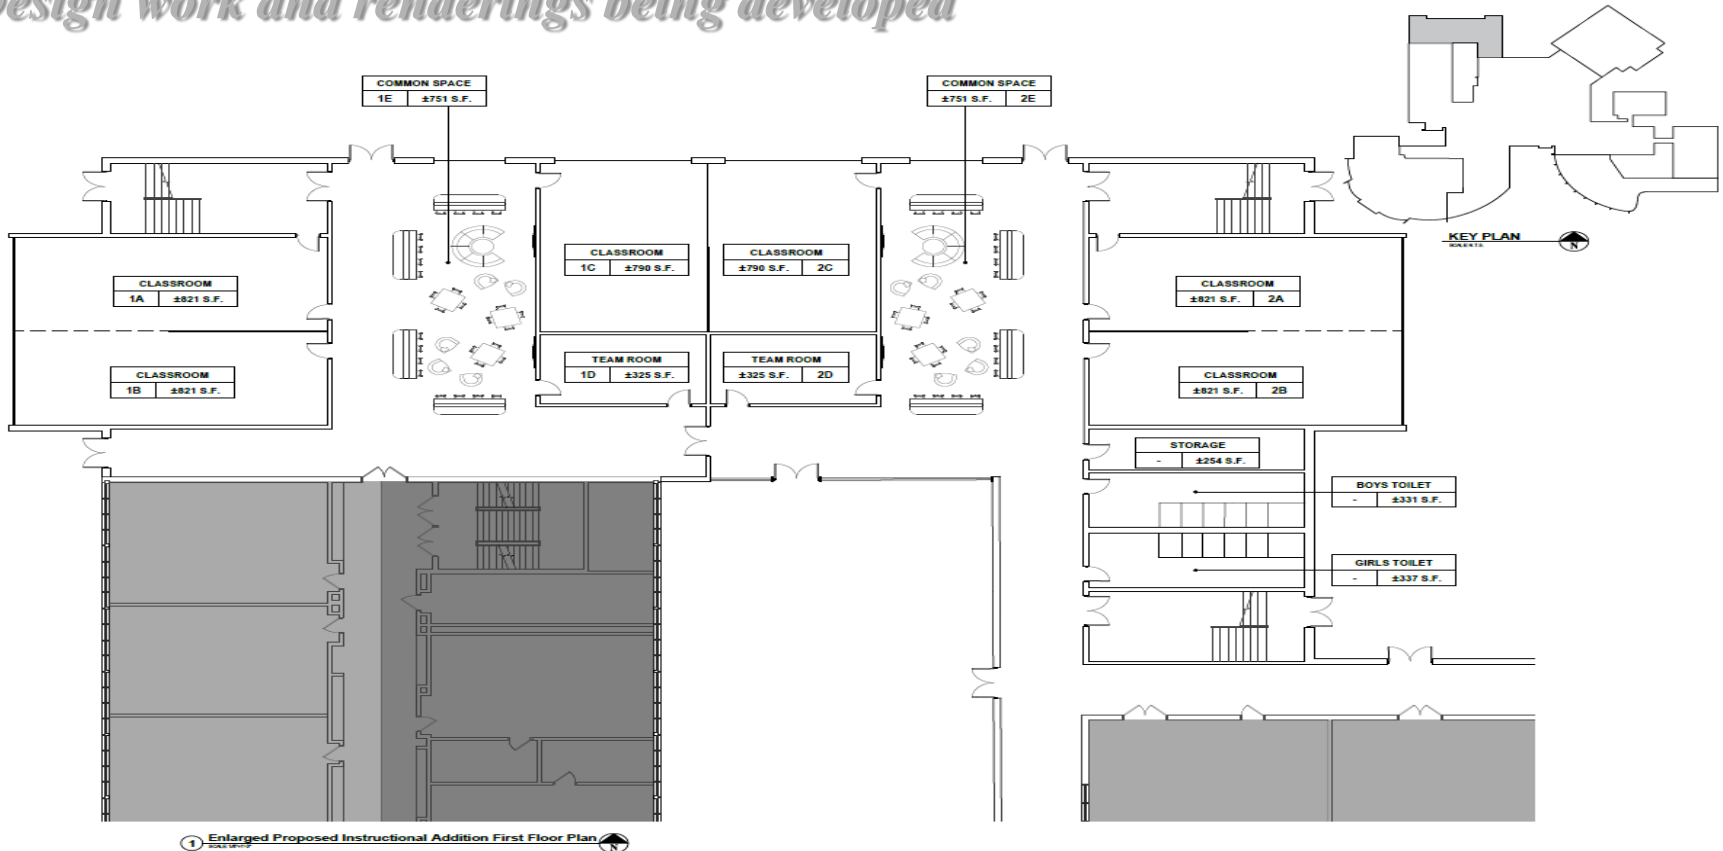 design work and renderings being developed
COMMON SPACE
1E ±751 S.F.
COMMON SPACE
±751 S.F. 2E
KEY PLAN
N
CLASSROOM
1C ±790 S.F.
CLASSROOM
±790 S.F. 2C
CLASSROOM
1A ±821 S.F.
CLASSROOM
±821 S.F. 2A
TEAM ROOM
1D ±325 S.F.
TEAM ROOM
±325 S.F. 2D
CLASSROOM
1B ±821 S.F.
CLASSROOM
±821 S.F. 2B
STORAGE
- ±254 S.F.
BOYS TOILET
- ±331 S.F.
GIRLS TOILET
- ±337 S.F.
1 Enlarged Proposed Instructional Addition First Floor Plan
N